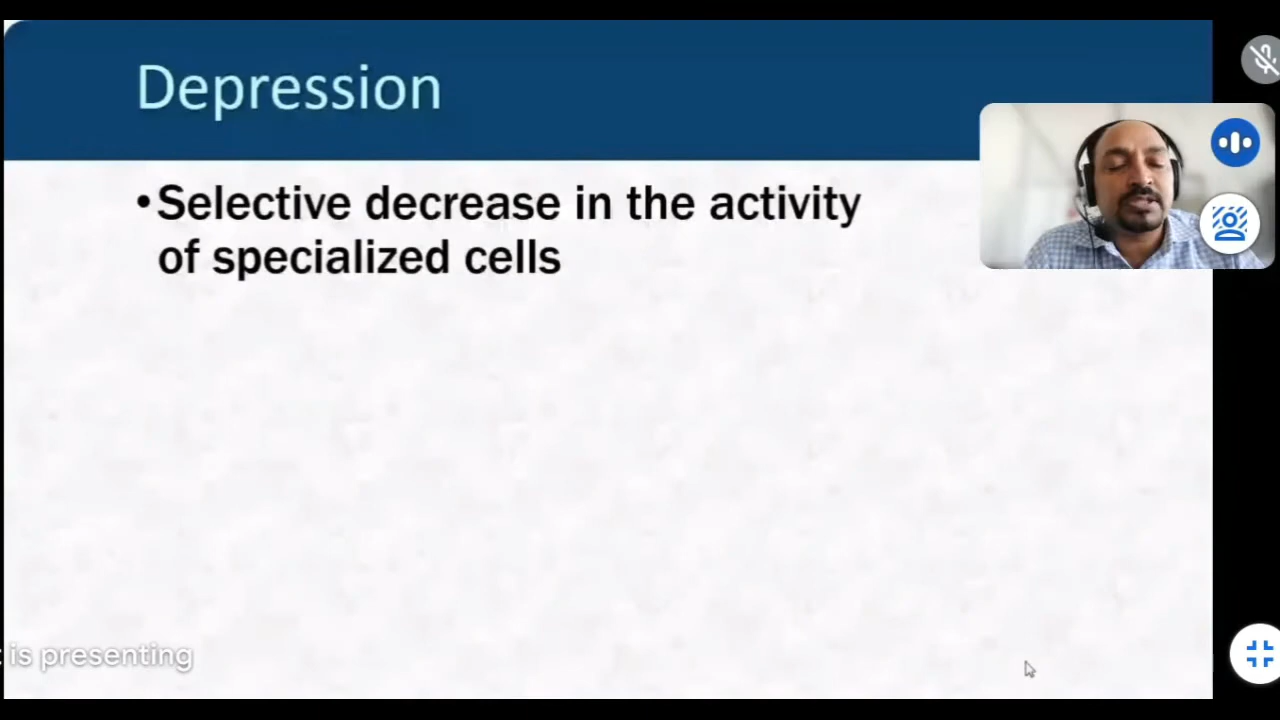 Depression
•Selective decrease in the activity
of specialized cells
is presenting